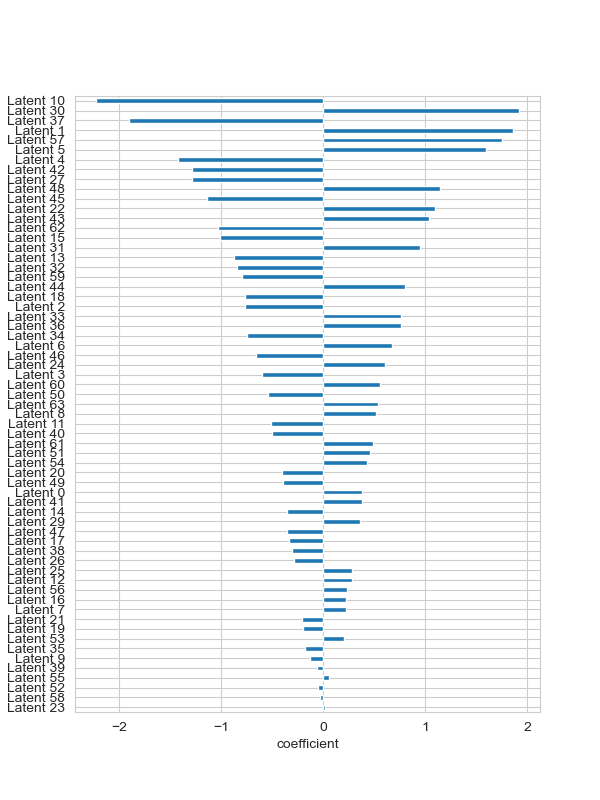 Latent 10
Latent 30
Latent 37
Latent 1
Latent 57
Latent 5
Latent 4
Latent 42
Latent 27
Latent 48
Latent 45
Latent 22
Latent 43
Latent 62
Latent 15
Latent 31
Latent 13
Latent 32
Latent 59
Latent 44
Latent 18
Latent 2
Latent 33
Latent 36
Latent 34
Latent 6
Latent 46
Latent 24
Latent 3
Latent 60
Latent 50
Latent 63
Latent 8
Latent 11
Latent 40
Latent 61
Latent 51
Latent 54
Latent 20
Latent 49
Latent 0
Latent 41
Latent 14
Latent 29
Latent 47
Latent 17
Latent 38
Latent 26
Latent 25
Latent 12
Latent 56
Latent 16
Latent 7
Latent 21
Latent 19
Latent 53
Latent 35
Latent 9
Latent 39
Latent 55
Latent 52
Latent 58
Latent 23
−2 −1 0 1 2
coefficient